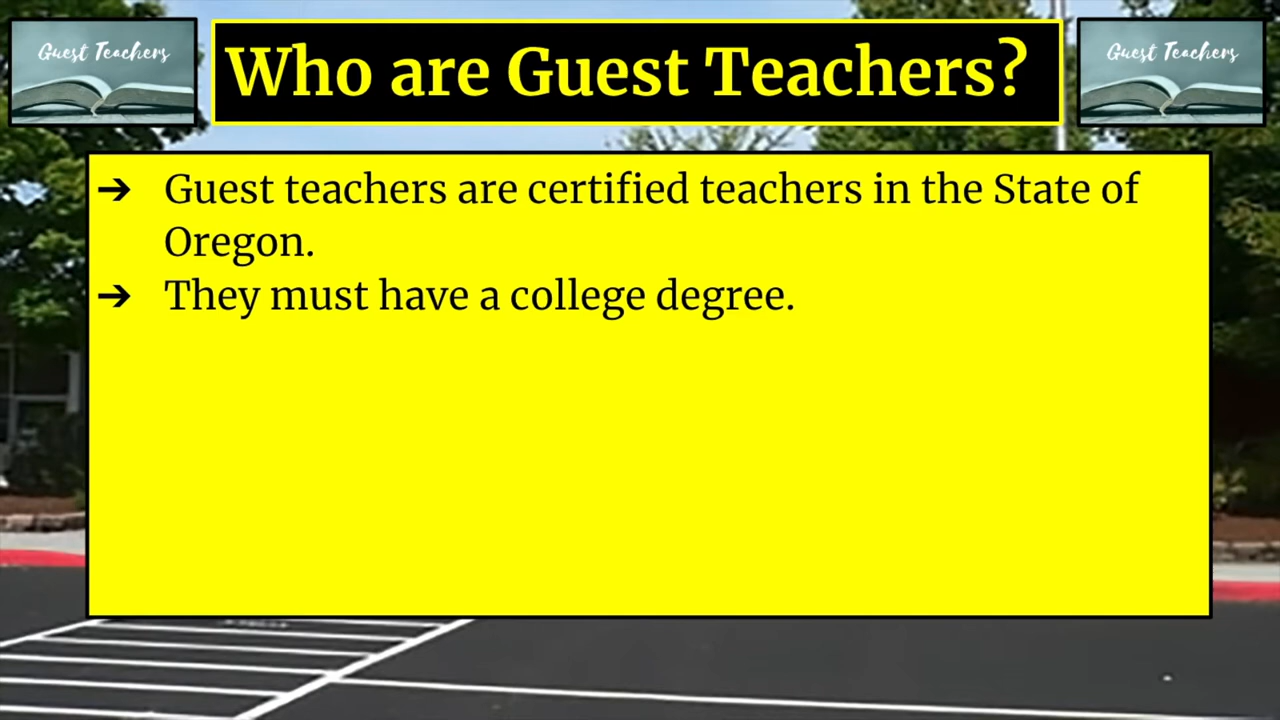 Guest Teachers
Who are Guest Teachers?
Guest Teachers
➔ Guest teachers are certified teachers in the State of
Oregon.
➔ They must have a college degree.